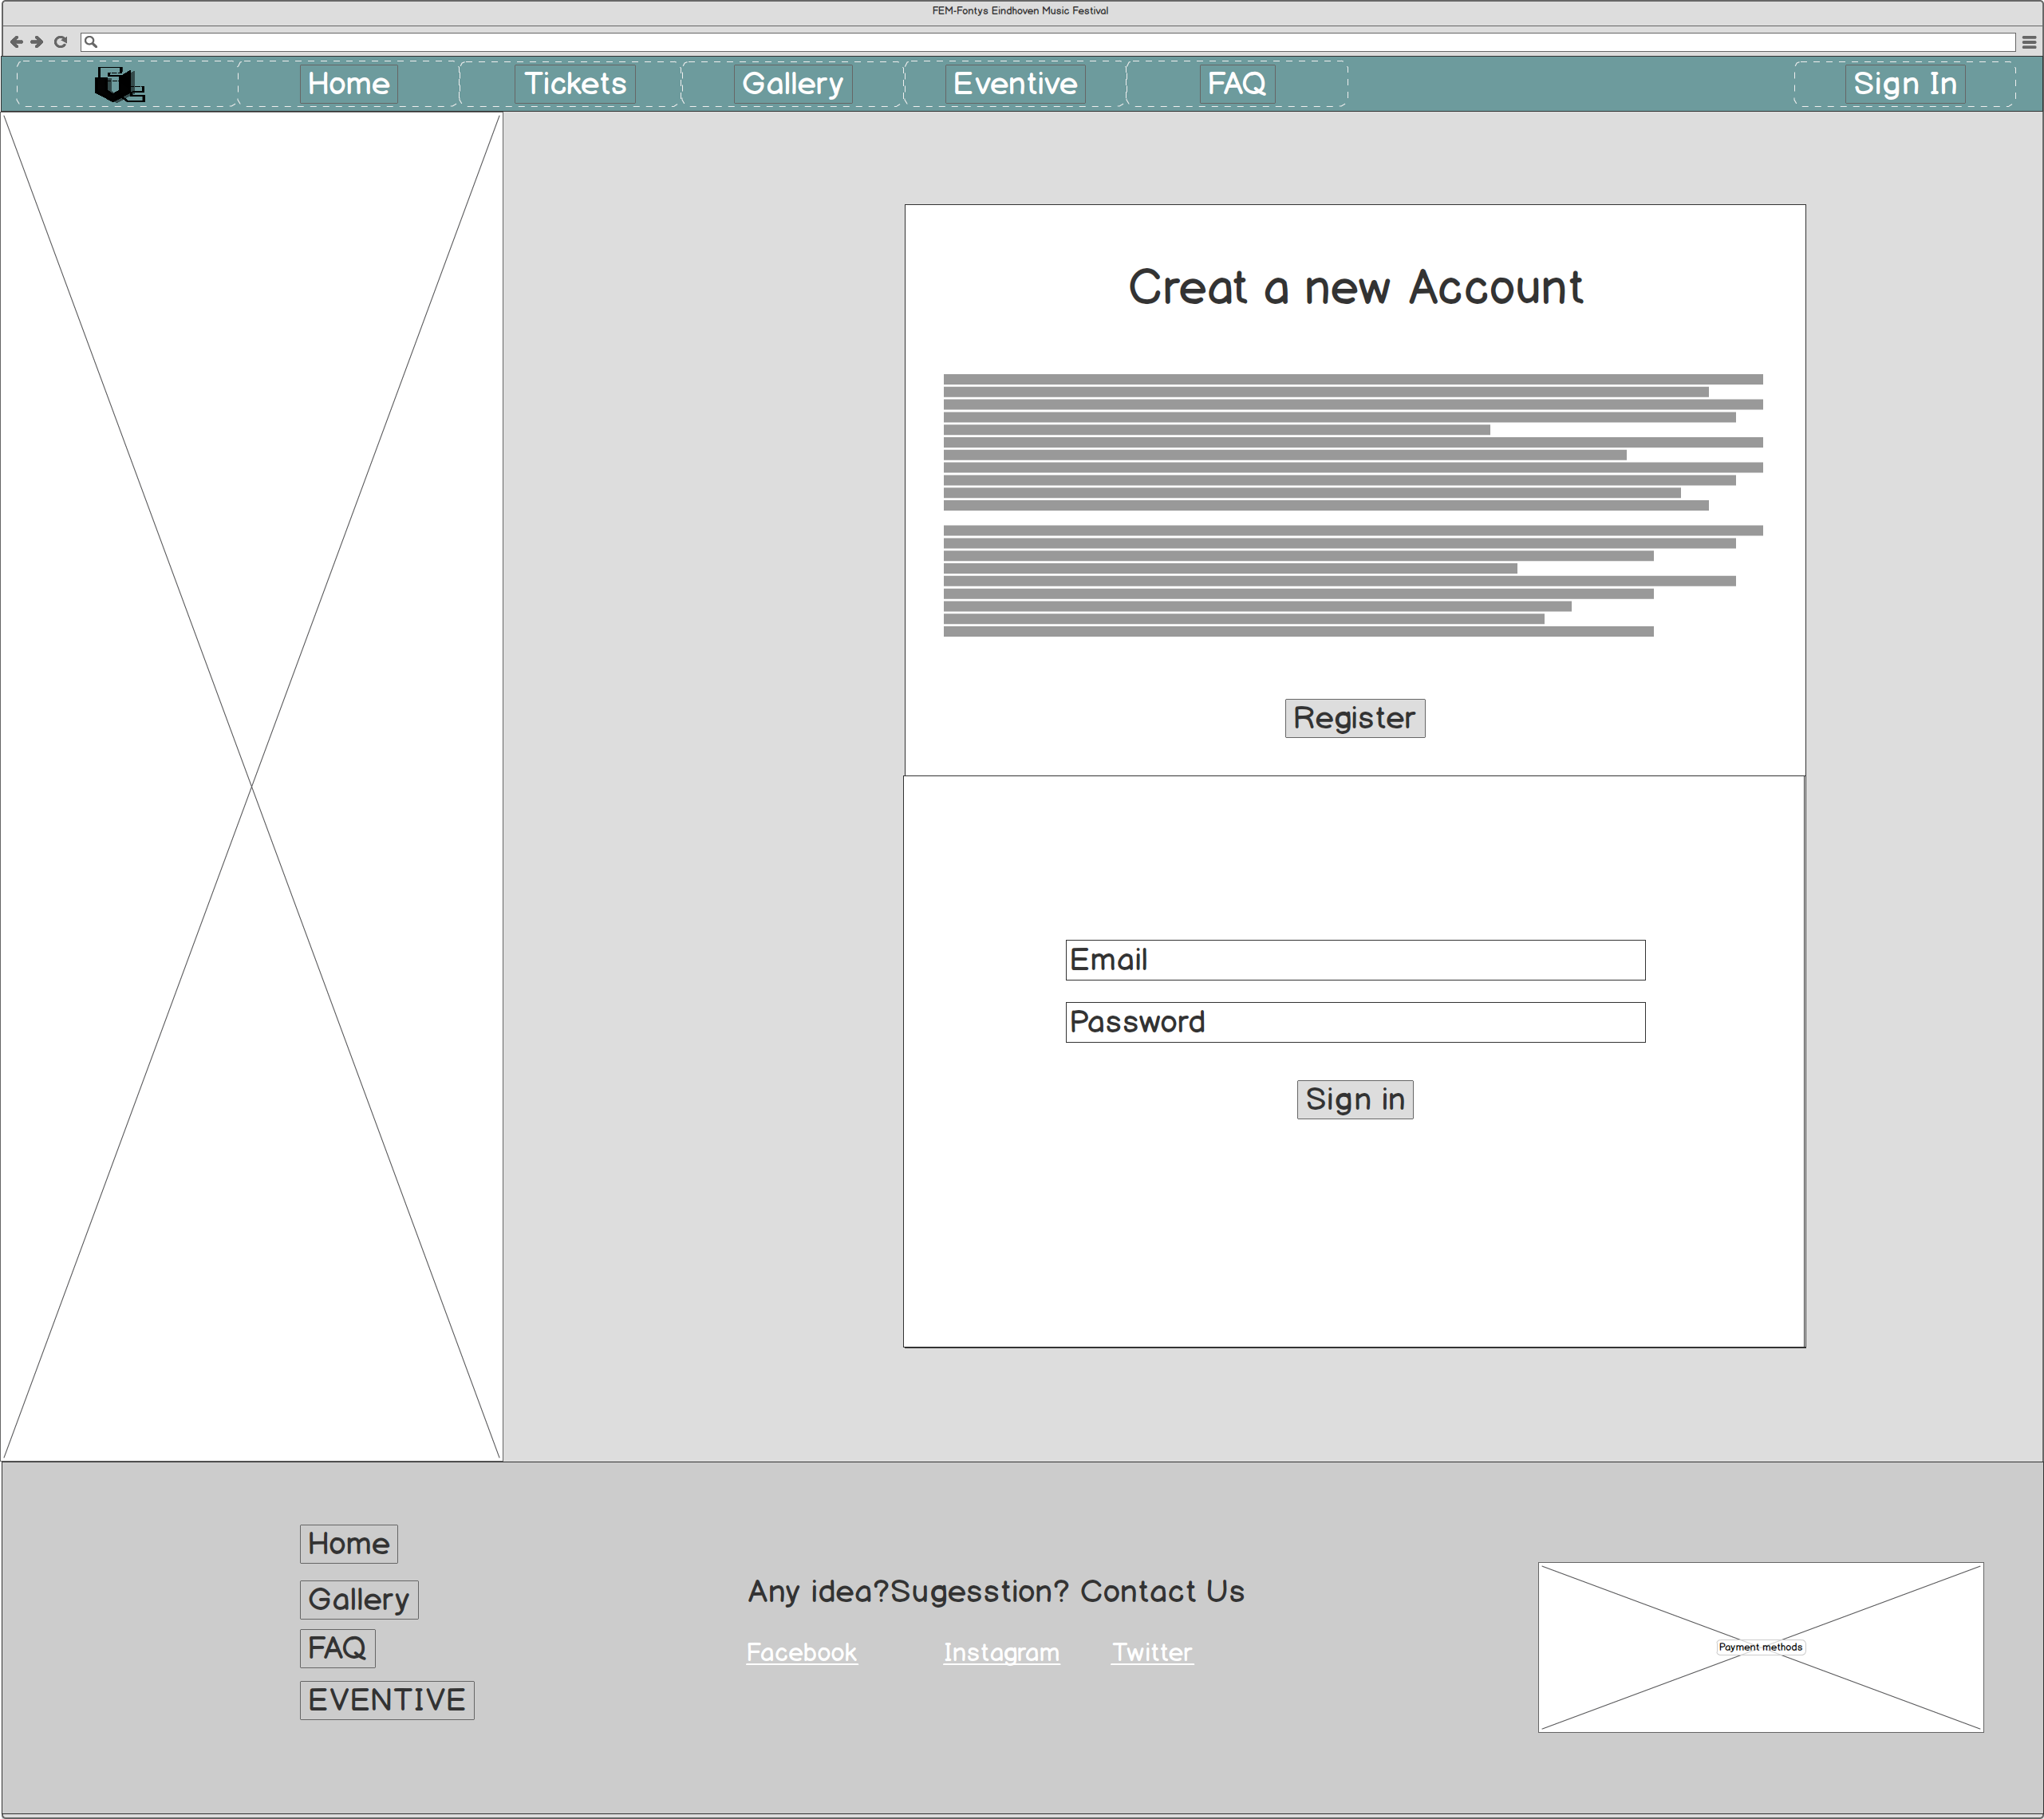 FEM-Fontys Eindhoven Music Festival
Home Tickets Gallery Eventive FAQ Sign In
Creat a new Account
Register
Email
Password
Sign in
Home
Gallery
FAQ
EVENTIVE
Any idea?Sugesstion? Contact Us
Facebook Instagram Twitter
Payment methods